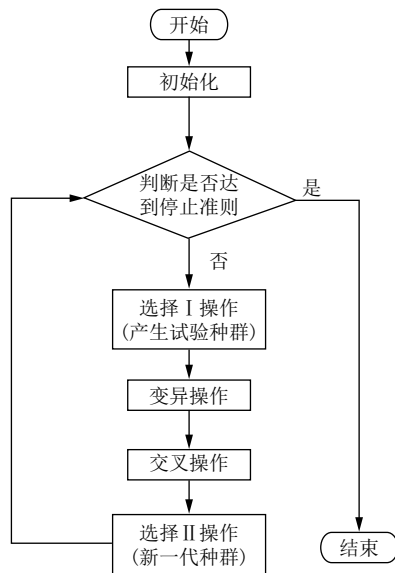 开始
初始化
判断是否达
到停止准则
是
否
选择Ⅰ操作
(产生试验种群)
变异操作
交叉操作
选择Ⅱ操作
(新一代种群)
结束